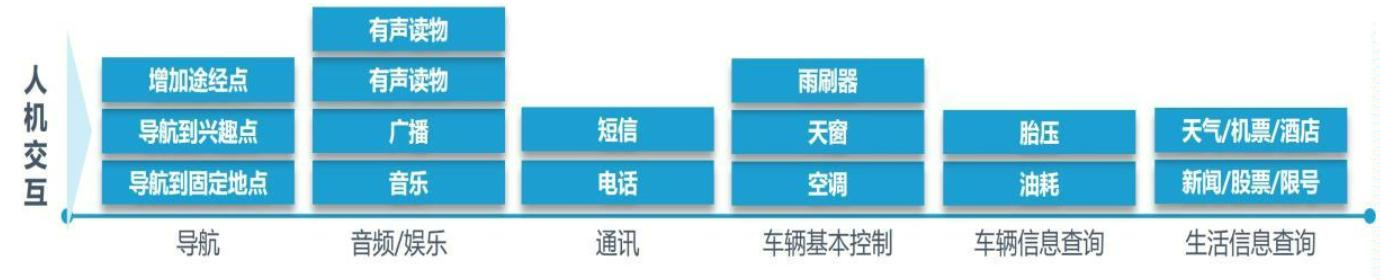 人机交互
有声读物
增加途经点
有声读物
雨刷器
导航到兴趣点
广播
短信
天窗
胎压
天气/机票/酒店
导航到固定地点
音乐
电话
空调
油耗
新闻/股票/限号
导航
音频/娱乐
通讯
车辆基本控制
车辆信息查询
生活信息查询